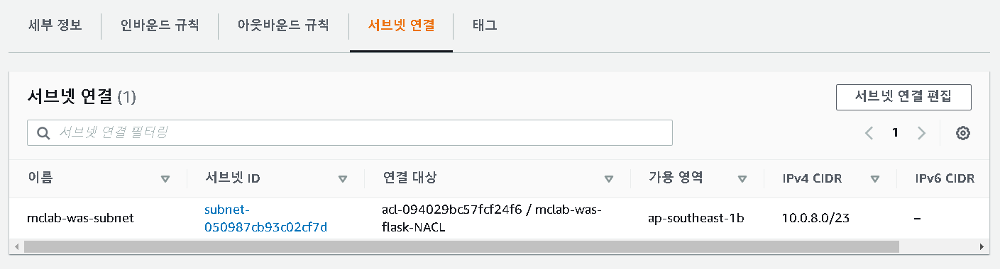 세부 정보 인바운드 규칙 아웃바운드 규칙 서브넷 연결 태그
서브넷 연결 (1)
서브넷 연결 편집
서브넷 연결 필터링
1
이름 서브넷 ID 연결 대상 가용 영역 IPv4 CIDR IPv6 CIDR
mclab-was-subnet subnet-050987cb93c02cf7d acl-094029bc57fcf24f6 / mclab-was-flask-NACL ap-southeast-1b 10.0.8.0/23 –